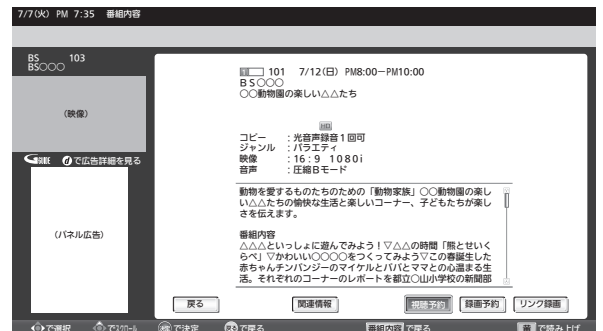 7/7(火) PM 7:35 番組内容
BS 103
BS○○○
101 7/12(日) PM8:00−PM10:00
BS○○○
○○動物園の楽しい△△たち
(映像)
HD
コピー :光音声録音1回可
ジャンル :バラエティ
映像 :16:9 1080i
音声 :圧縮Bモード
GGUIDE dで広告詳細を見る
(パネル広告)
動物を愛するものたちのための「動物家族」○○動物園の楽し
い△△たちの愉快な生活と楽しいコーナー、子どもたちが楽し
さを伝えます。
番組内容
△△△といっしょに遊んでみよう!▽△△の時間「熊とせいく
らべ」▽かわいい○○○○をつくってみよう▽この春誕生した
赤ちゃんチンパンジーのマイケルとパパとママとの心温まる生
活。それぞれのコーナーのレポートを都立○山小学校の新聞部
戻る 関連情報 視聴予約 録画予約 リンク録画
で選択 でスクロール 決定 で決定 戻る で戻る 番組内容 で戻る 黄 で読み上げ